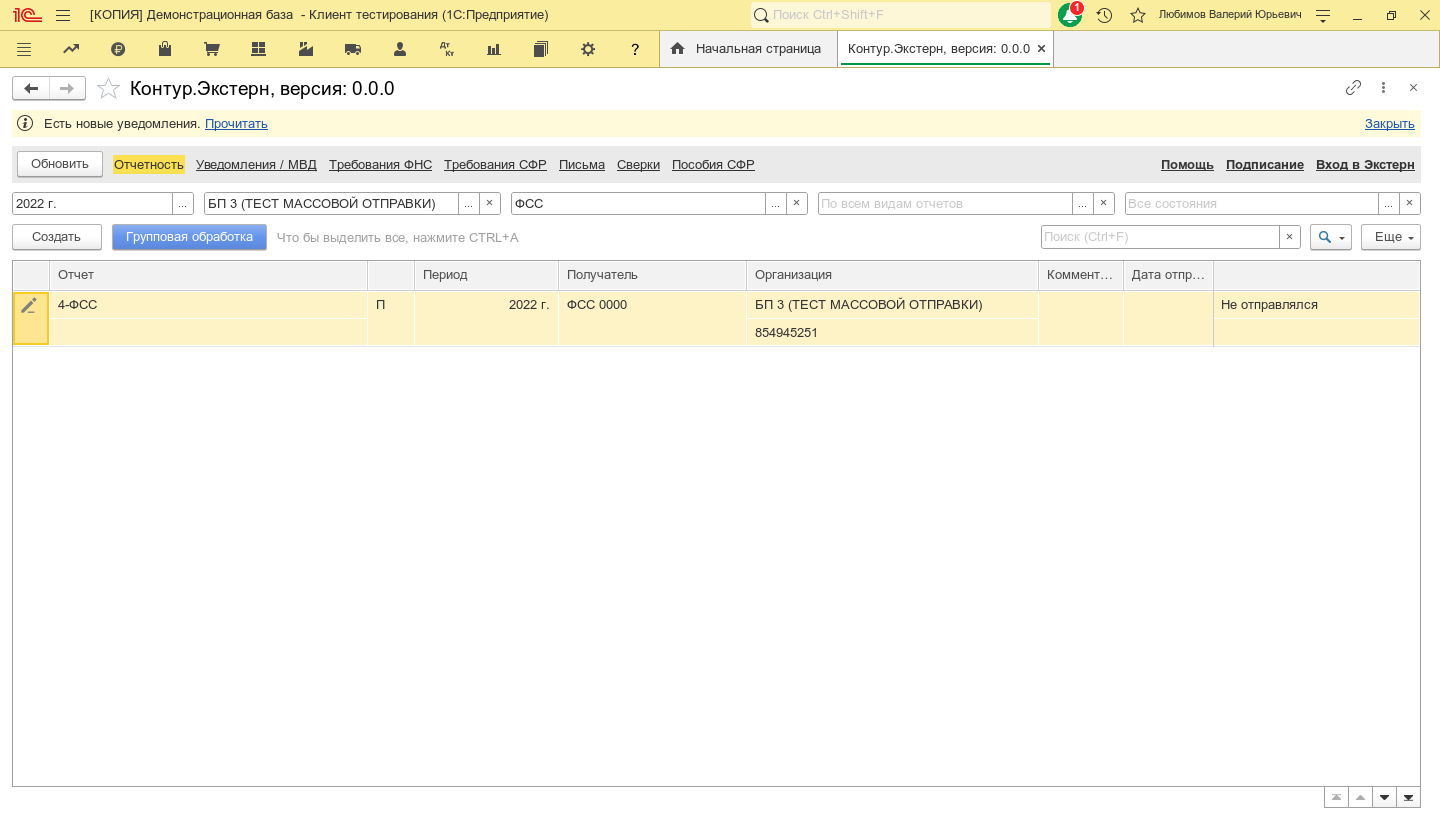 [КОПИЯ] Демонстрационная база - Клиент тестирования (1С:Предприятие)
Поиск Ctrl+Shift+F
1
Любимов Валерий Юрьевич
Дт Кт
?
Начальная страница
Контур.Экстерн, версия: 0.0.0
Контур.Экстерн, версия: 0.0.0
Есть новые уведомления. Прочитать
Закрыть
Обновить
Отчетность
Уведомления / МВД
Требования ФНС
Требования СФР
Письма
Сверки
Пособия СФР
Помощь
Подписание
Вход в Экстерн
2022 г.
...
БП 3 (ТЕСТ МАССОВОЙ ОТПРАВКИ)
...
ФСС
...
По всем видам отчетов
...
Все состояния
...
Создать
Групповая обработка
Что бы выделить все, нажмите CTRL+A
Поиск (Ctrl+F)
Еще
Отчет
Период
Получатель
Организация
Коммент...
Дата отпр...
4-ФСС
П
2022 г.
ФСС 0000
БП 3 (ТЕСТ МАССОВОЙ ОТПРАВКИ)
Не отправлялся
854945251